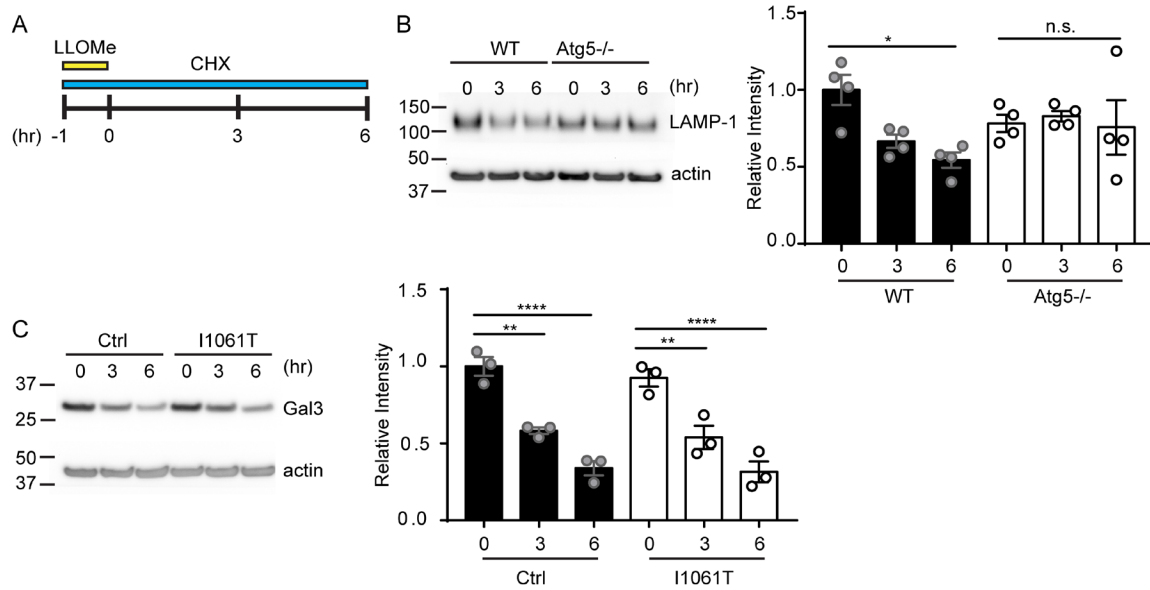 A
LLOMe
CHX
(hr) -1 0 3 6
B
WT Atg5-/-
0 3 6 0 3 6 (hr)
150
100
LAMP-1
50
37
actin
1.5
1.0
0.5
0.0
Relative Intensity
*
n.s.
0 3 6 0 3 6
WT Atg5-/-
C
Ctrl I1061T
0 3 6 0 3 6 (hr)
37
25
Gal3
50
37
actin
1.5
1.0
0.5
0.0
Relative Intensity
****
**
****
**
0 3 6 0 3 6
Ctrl I1061T